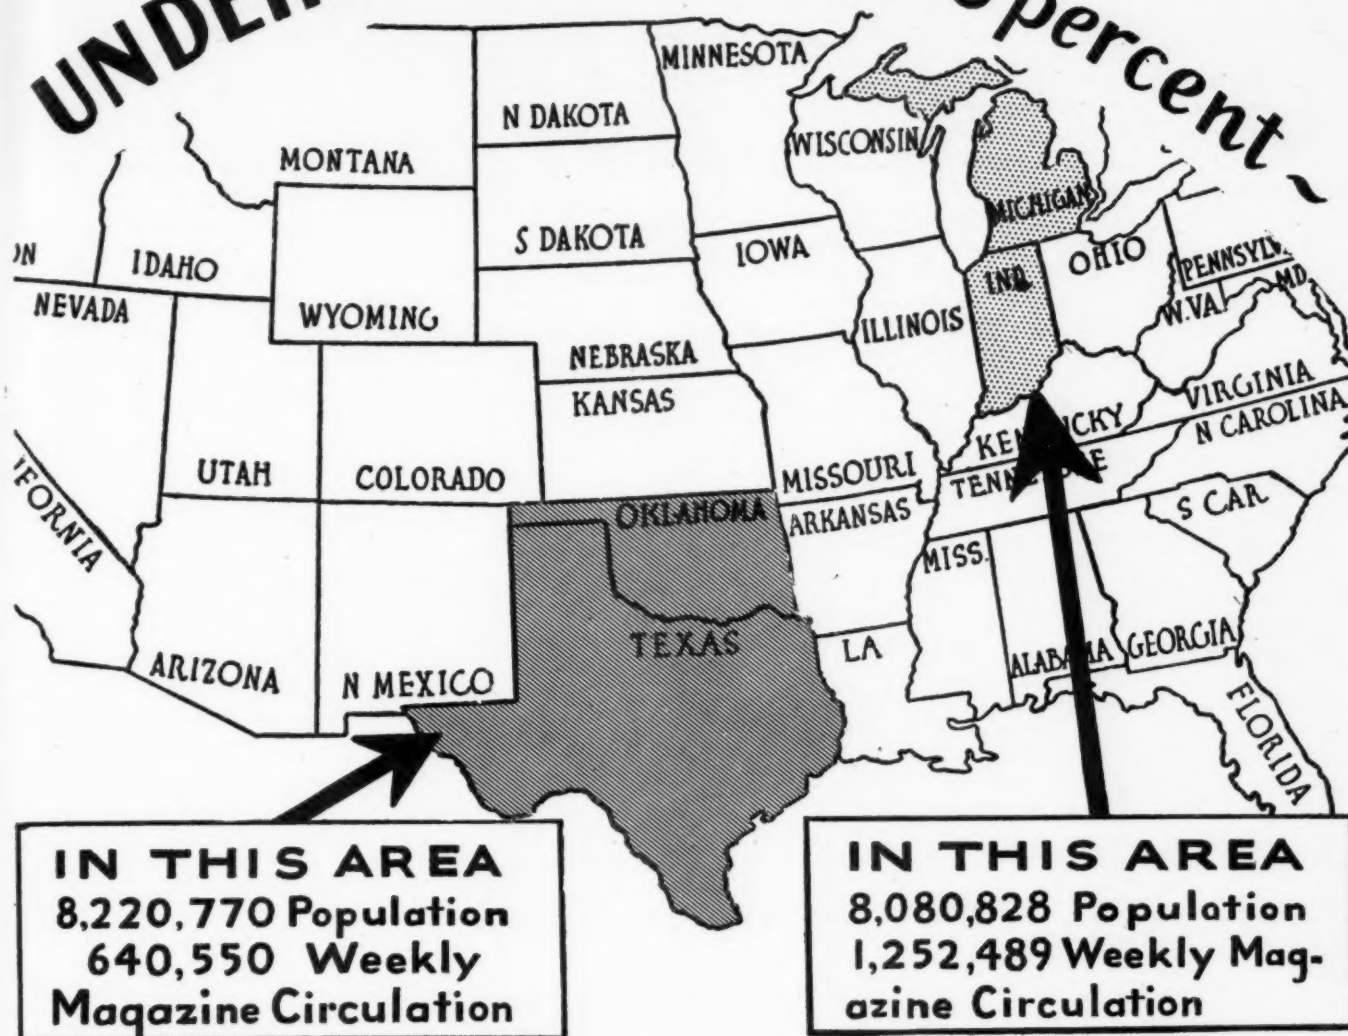 UNDER
percent -
MINNESOTA
N DAKOTA
WISCONSIN
MONTANA
MICHIGAN
S DAKOTA
IOWA
OHIO
IDAHO
PENNSYLV
IND.
MD.
NEVADA
WYOMING
W.VA.
ILLINOIS
NEBRASKA
KANSAS
VIRGINIA
N CAROLINA
UTAH
COLORADO
MISSOURI
OKLAHOMA
ARKANSAS
S CAR.
MISS.
TEXAS
LA
GEORGIA
ARIZONA
N MEXICO
FLORIDA
IN THIS AREA
8,220,770 Population
640,550 Weekly
Magazine Circulation
IN THIS AREA
8,080,828 Population
1,252,489 Weekly Mag-
azine Circulation